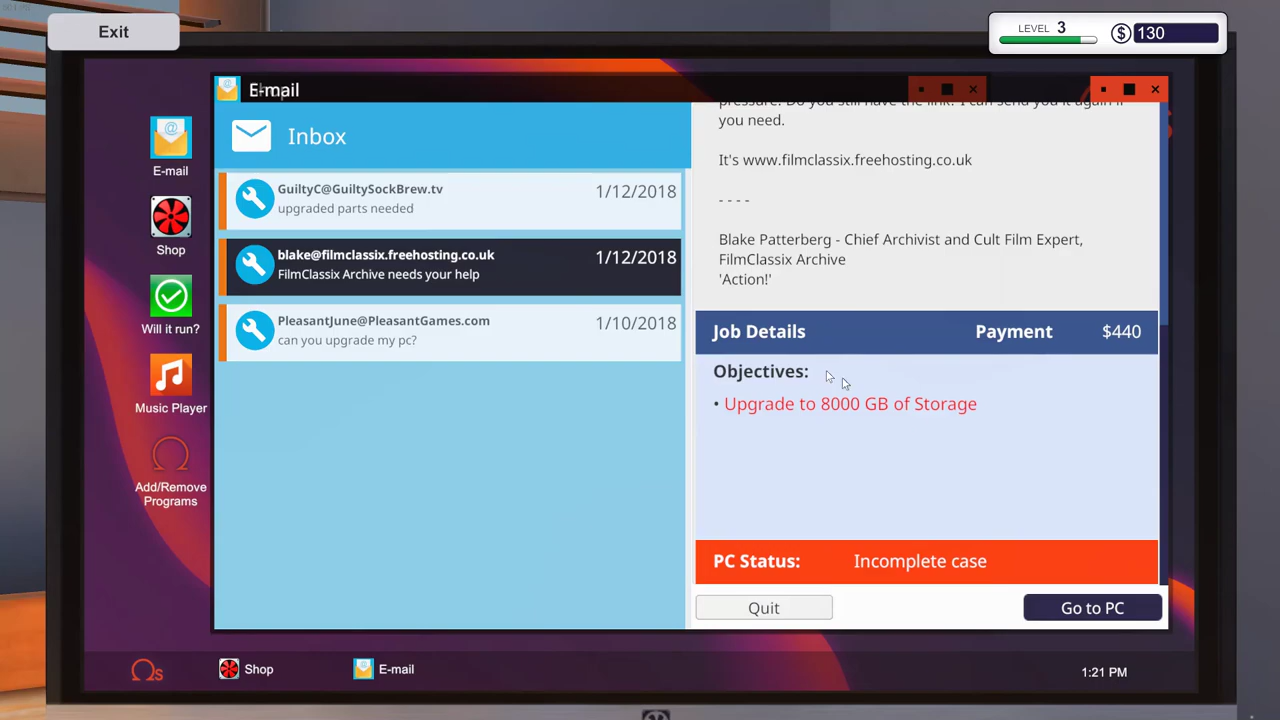 Exit
LEVEL 3
$ 130
E-mail
Inbox
GuiltyC@GuiltySockBrew.tv
1/12/2018
upgraded parts needed
blake@filmclassix.freehosting.co.uk
1/12/2018
FilmClassix Archive needs your help
PleasantJune@PleasantGames.com
1/10/2018
can you upgrade my pc?
you need.
It's www.filmclassix.freehosting.co.uk
- - - -
Blake Patterberg - Chief Archivist and Cult Film Expert,
FilmClassix Archive
'Action!'
Job Details
Payment
$440
Objectives:
• Upgrade to 8000 GB of Storage
PC Status:
Incomplete case
Quit
Go to PC
E-mail
Shop
Will it run?
Music Player
Add/Remove
Programs
Shop
E-mail
1:21 PM